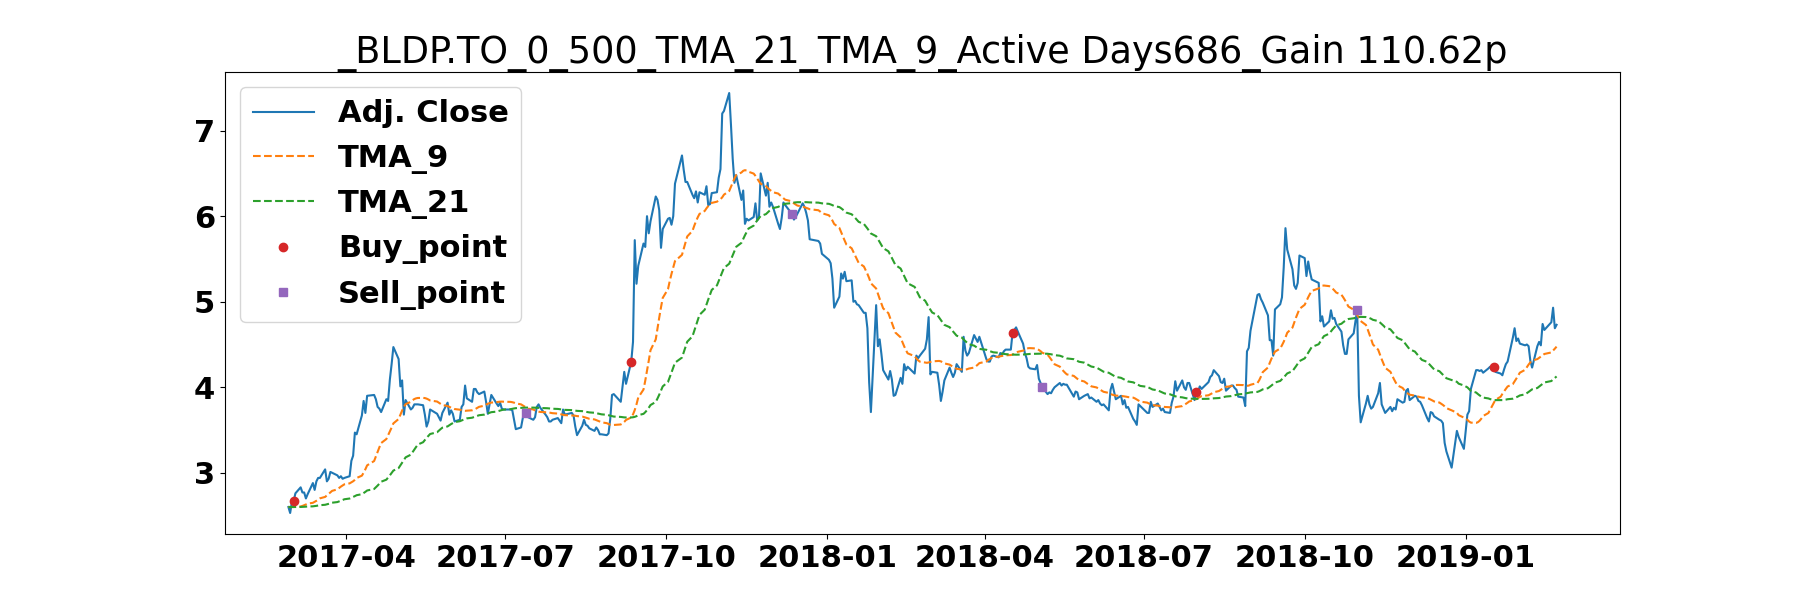 _BLDP.TO_0_500_TMA_21_TMA_9_Active Days686_Gain 110.62p
Adj. Close
TMA_9
TMA_21
Buy_point
Sell_point
7
6
5
4
3
2017-04 2017-07 2017-10 2018-01 2018-04 2018-07 2018-10 2019-01